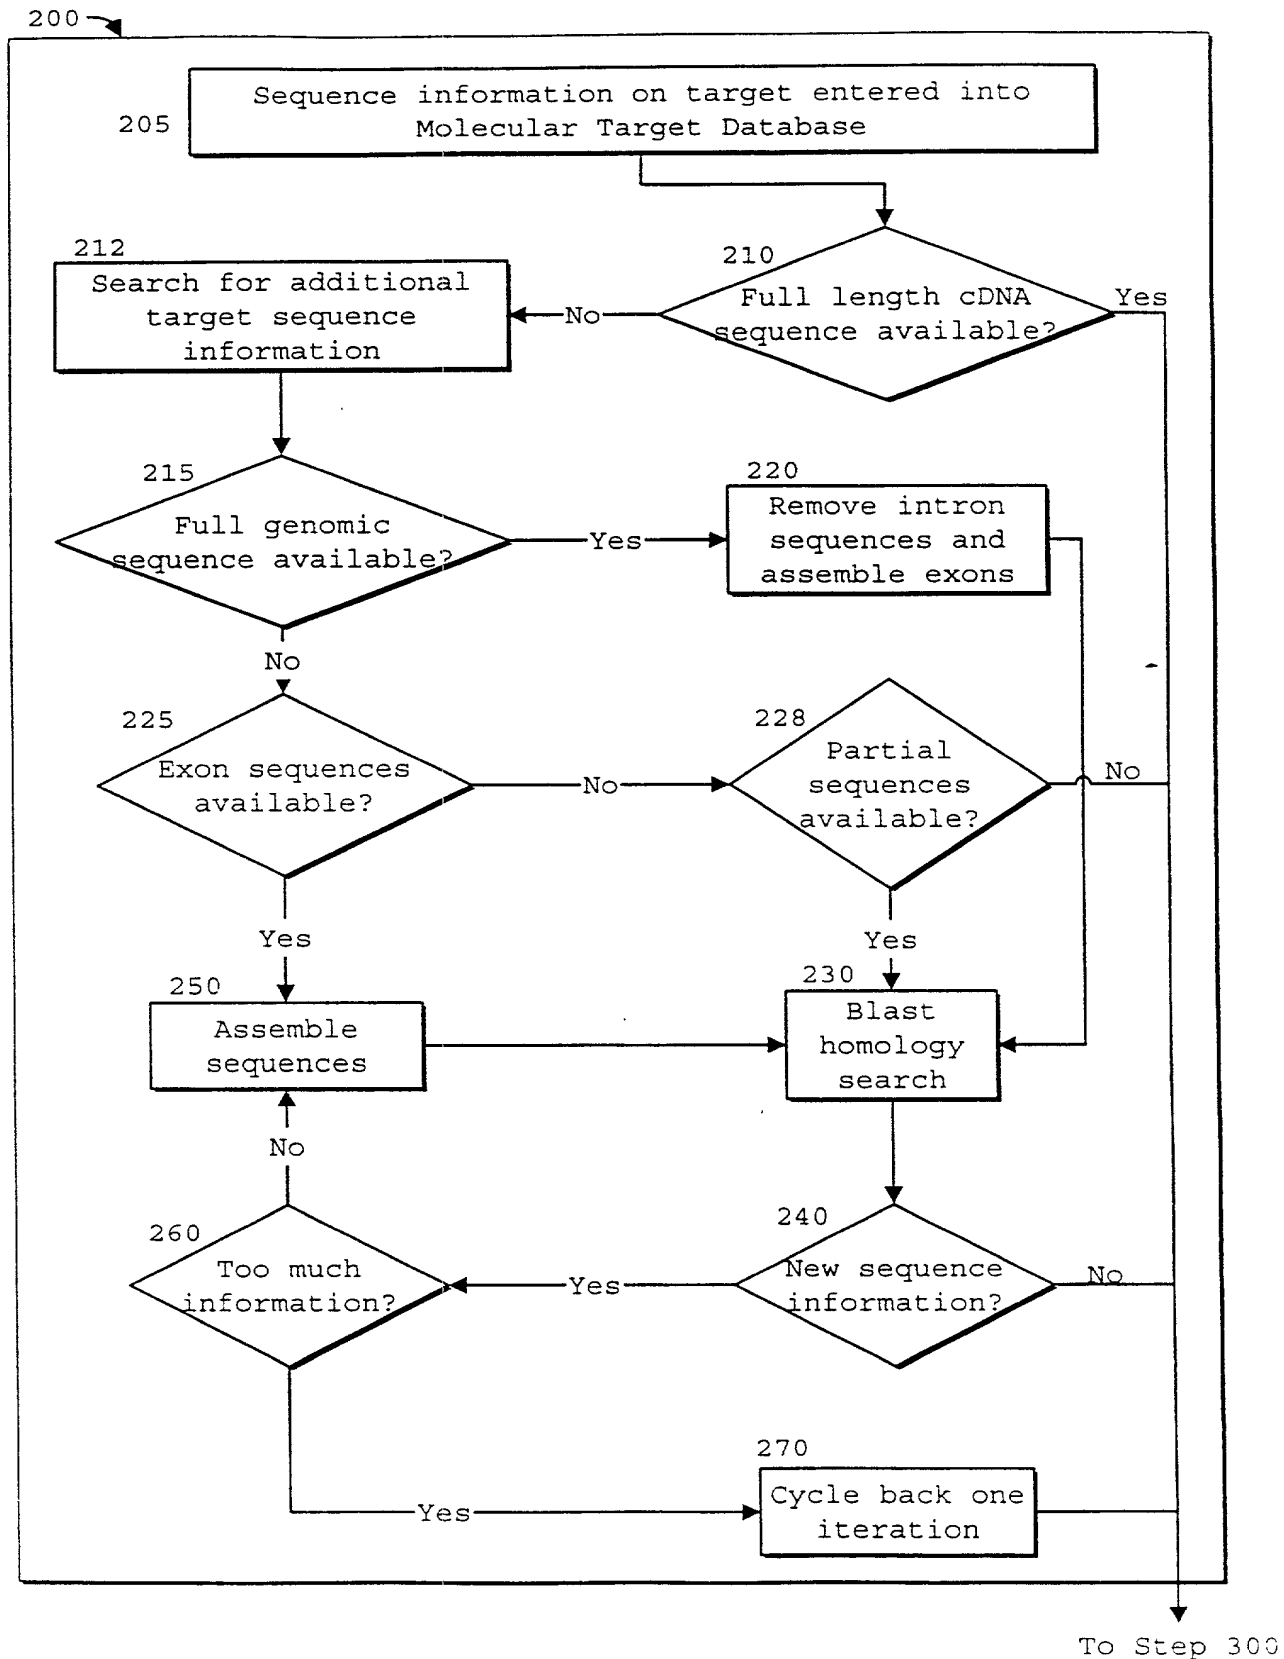 200
Sequence information on target entered into
Molecular Target Database
205
212
Search for additional
target sequence
information
210
Full length cDNA
sequence available?
No
Yes
215
Full genomic
sequence available?
Yes
220
Remove intron
sequences and
assemble exons
No
225
Exon sequences
available?
No
228
Partial
sequences
available?
No
Yes
Yes
250
Assemble
sequences
230
Blast
homology
search
No
260
Too much
information?
Yes
240
New sequence
information?
No
Yes
270
Cycle back one
iteration
To Step 300